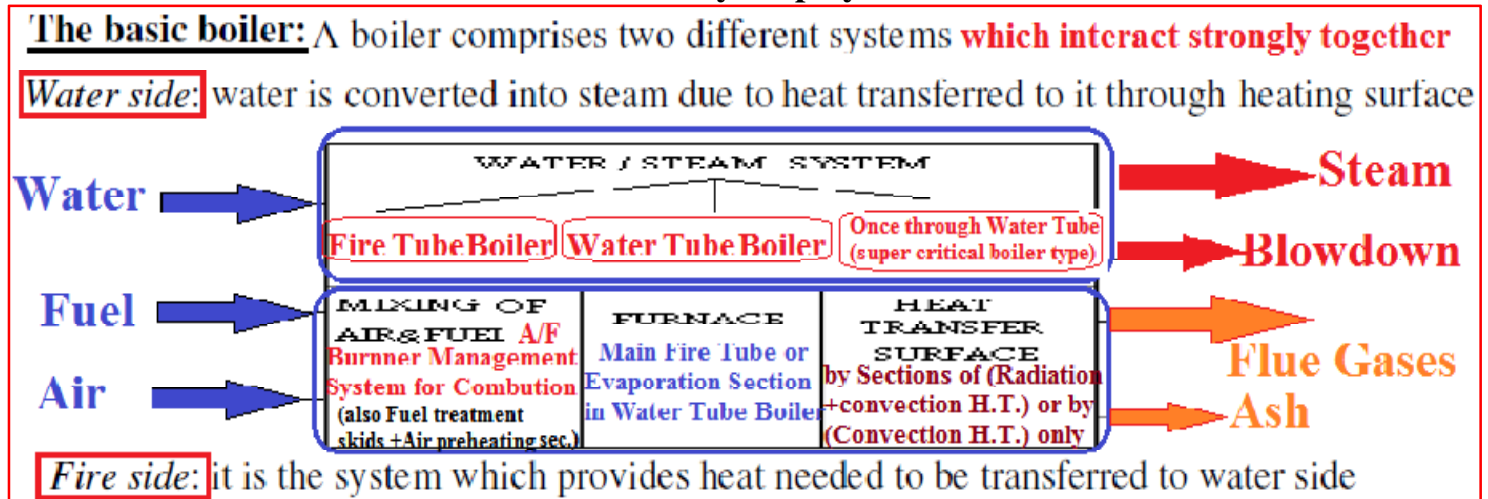 The basic boiler: A boiler comprises two different systems which interact strongly together
Water side: water is converted into steam due to heat transferred to it through heating surface
WATER / STEAM SYSTEM
Water
Steam
Fire Tube Boiler
Water Tube Boiler
Once through Water Tube
(super critical boiler type)
Blowdown
Fuel
Air
MIXING OF
AIR&FUEL A/F
Burnner Management
System for Combution
(also Fuel treatment
skids +Air preheating sec.)
FURNACE
Main Fire Tube or
Evaporation Section
in Water Tube Boiler
HEAT
TRANSFER
SURFACE
by Sections of (Radiation
+convection H.T.) or by
(Convection H.T.) only
Flue Gases
Ash
Fire side: it is the system which provides heat needed to be transferred to water side